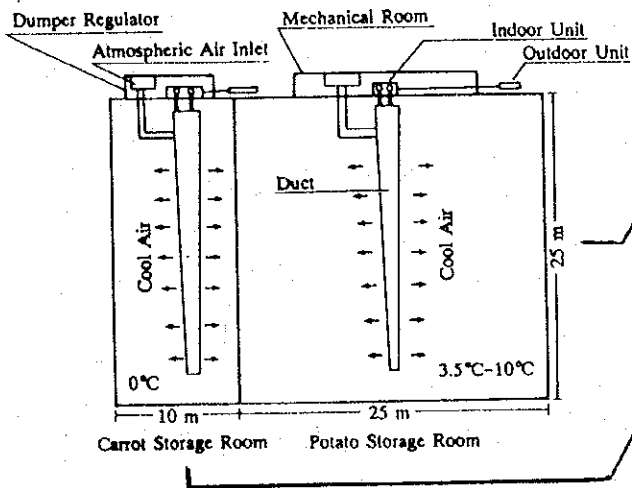 Dumper Regulator
Mechanical Room
Indoor Unit
Atmospheric Air Inlet
Outdoor Unit
Duct
Cool Air
Cool Air
25 m
0°C
3.5°C-10°C
10 m
25 m
Carrot Storage Room
Potato Storage Room